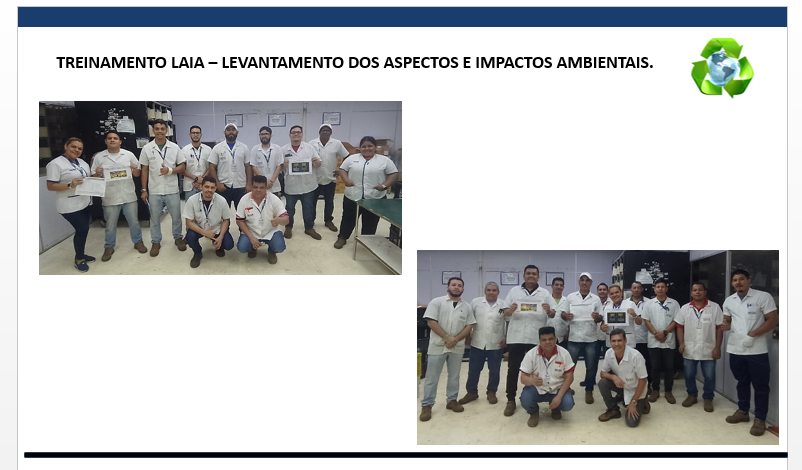 TREINAMENTO LAIA – LEVANTAMENTO DOS ASPECTOS E IMPACTOS AMBIENTAIS.